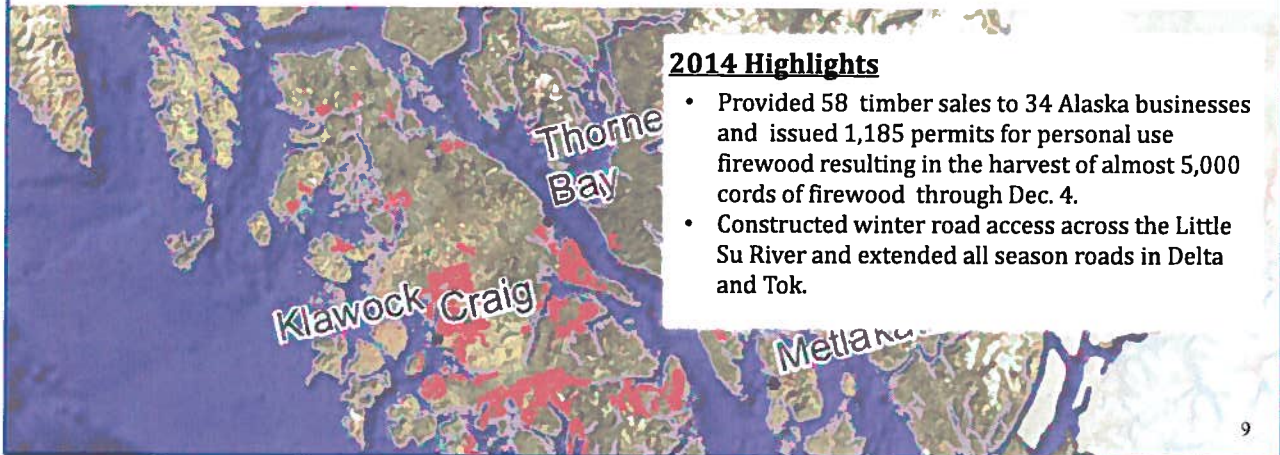 2014 Highlights
• Provided 58 timber sales to 34 Alaska businesses
and issued 1,185 permits for personal use
firewood resulting in the harvest of almost 5,000
cords of firewood through Dec. 4.
• Constructed winter road access across the Little
Su River and extended all season roads in Delta
and Tok.
Thorne
Bay
Klawock Craig
9